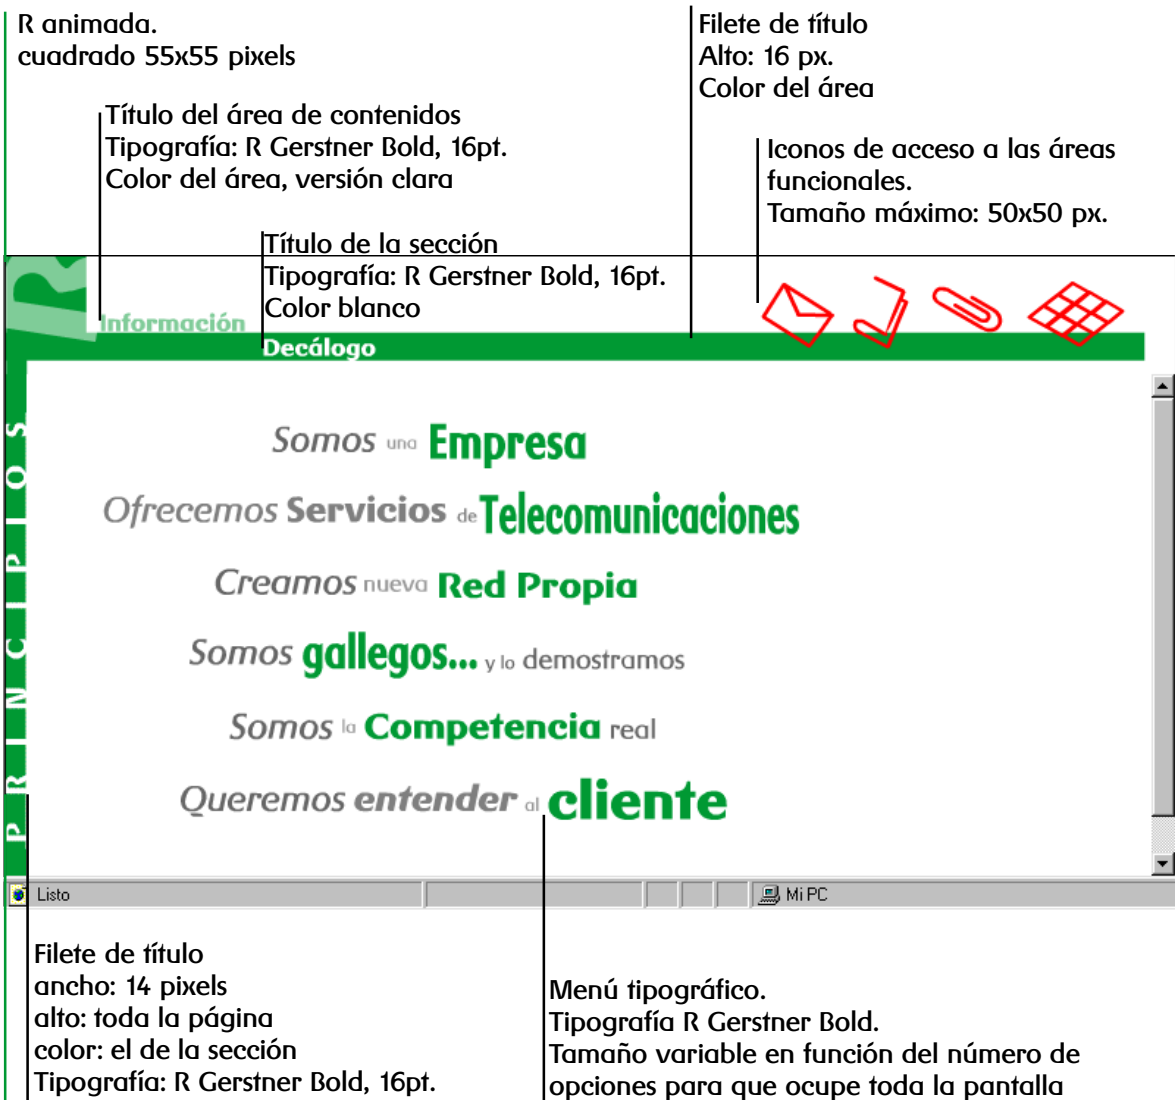 R animada.
cuadrado 55x55 pixels
Filete de título
Alto: 16 px.
Color del área
Título del área de contenidos
Tipografía: R Gerstner Bold, 16pt.
Color del área, versión clara
Iconos de acceso a las áreas
funcionales.
Tamaño máximo: 50x50 px.
Título de la sección
Tipografía: R Gerstner Bold, 16pt.
Color blanco
R
Información
Decálogo
PRINCIPIOS
Somos una Empresa
Ofrecemos Servicios de Telecomunicaciones
Creamos nueva Red Propia
Somos gallegos... y lo demostramos
Somos la Competencia real
Queremos entender al cliente
Listo
Mi PC
Filete de título
ancho: 14 pixels
alto: toda la página
color: el de la sección
Tipografía: R Gerstner Bold, 16pt.
Menú tipográfico.
Tipografía R Gerstner Bold.
Tamaño variable en función del número de
opciones para que ocupe toda la pantalla